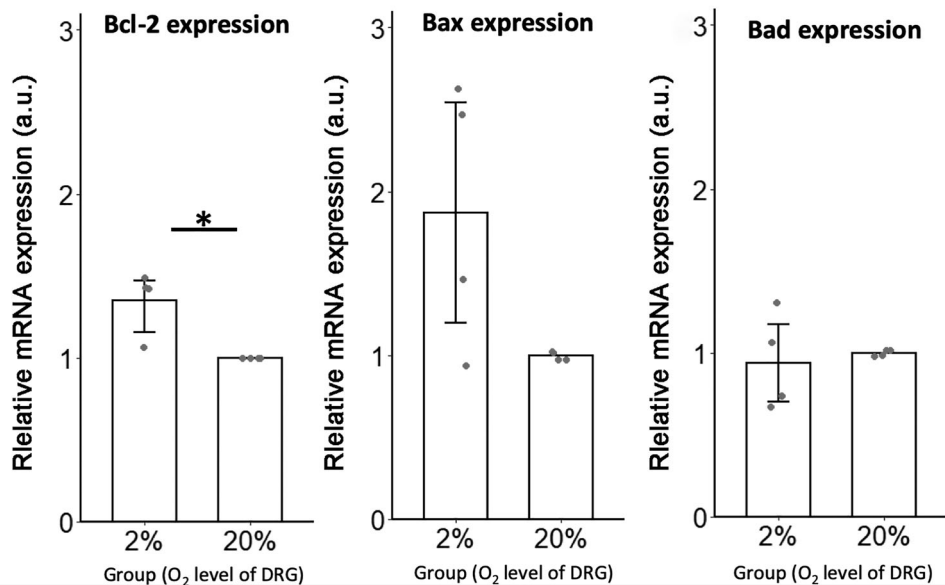 Bcl-2 expression
Rlelative mRNA expression (a.u.)
3
2
1
0
*
2%
20%
Group (O₂ level of DRG)
Bax expression
Rlelative mRNA expression (a.u.)
3
2
1
0
2%
20%
Group (O₂ level of DRG)
Bad expression
Rlelative mRNA expression (a.u.)
3
2
1
0
2%
20%
Group (O₂ level of DRG)